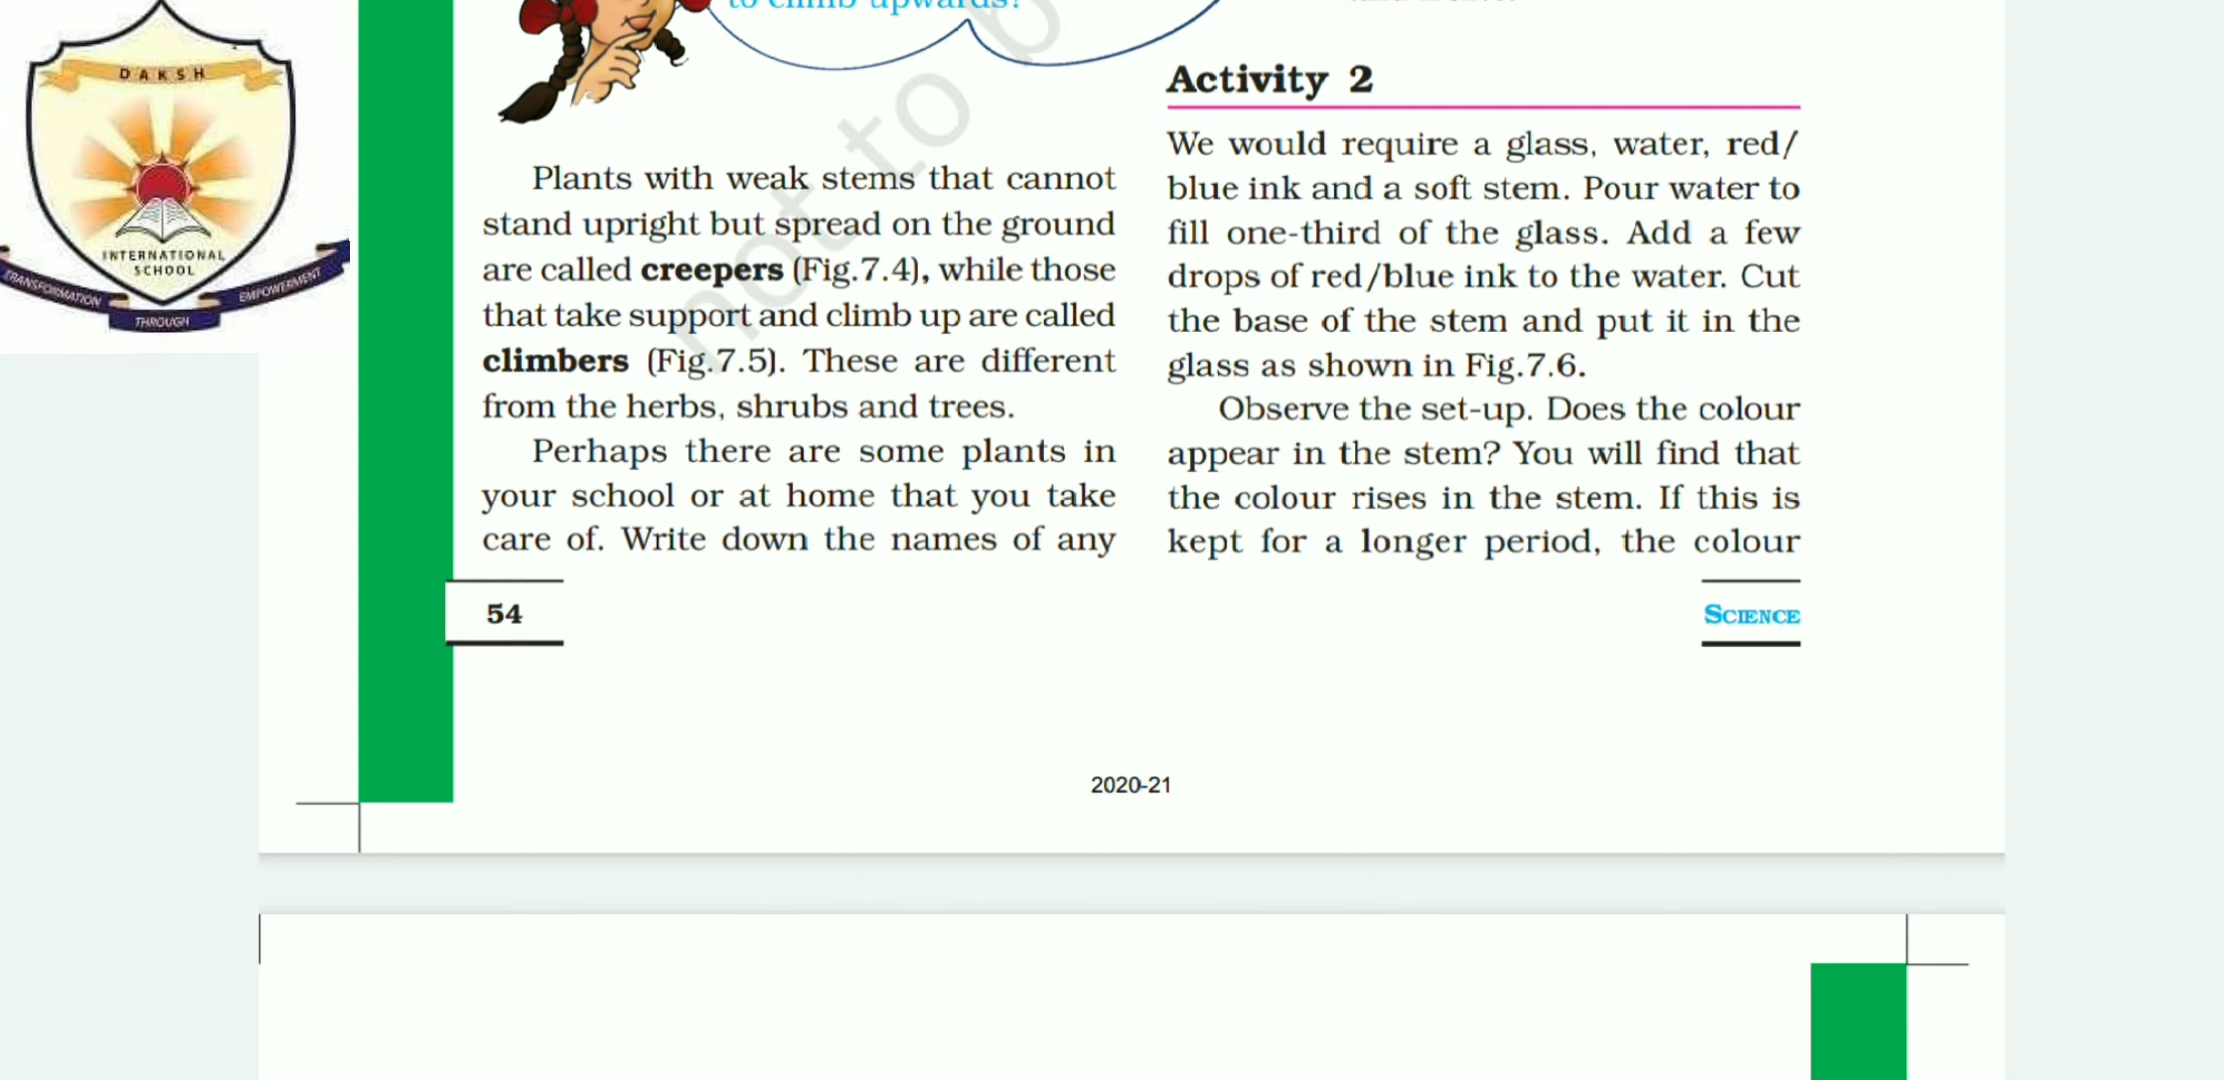 DAKSH
INTERNATIONAL
SCHOOL
TRANSFORMATION
THROUGH
EMPOWERMENT
to climb upwards?
not to b
Plants with weak stems that cannot
stand upright but spread on the ground
are called creepers (Fig.7.4), while those
that take support and climb up are called
climbers (Fig.7.5). These are different
from the herbs, shrubs and trees.
Perhaps there are some plants in
your school or at home that you take
care of. Write down the names of any
54
Activity 2
We would require a glass, water, red/
blue ink and a soft stem. Pour water to
fill one-third of the glass. Add a few
drops of red/blue ink to the water. Cut
the base of the stem and put it in the
glass as shown in Fig.7.6.
Observe the set-up. Does the colour
appear in the stem? You will find that
the colour rises in the stem. If this is
kept for a longer period, the colour
SCIENCE
2020-21